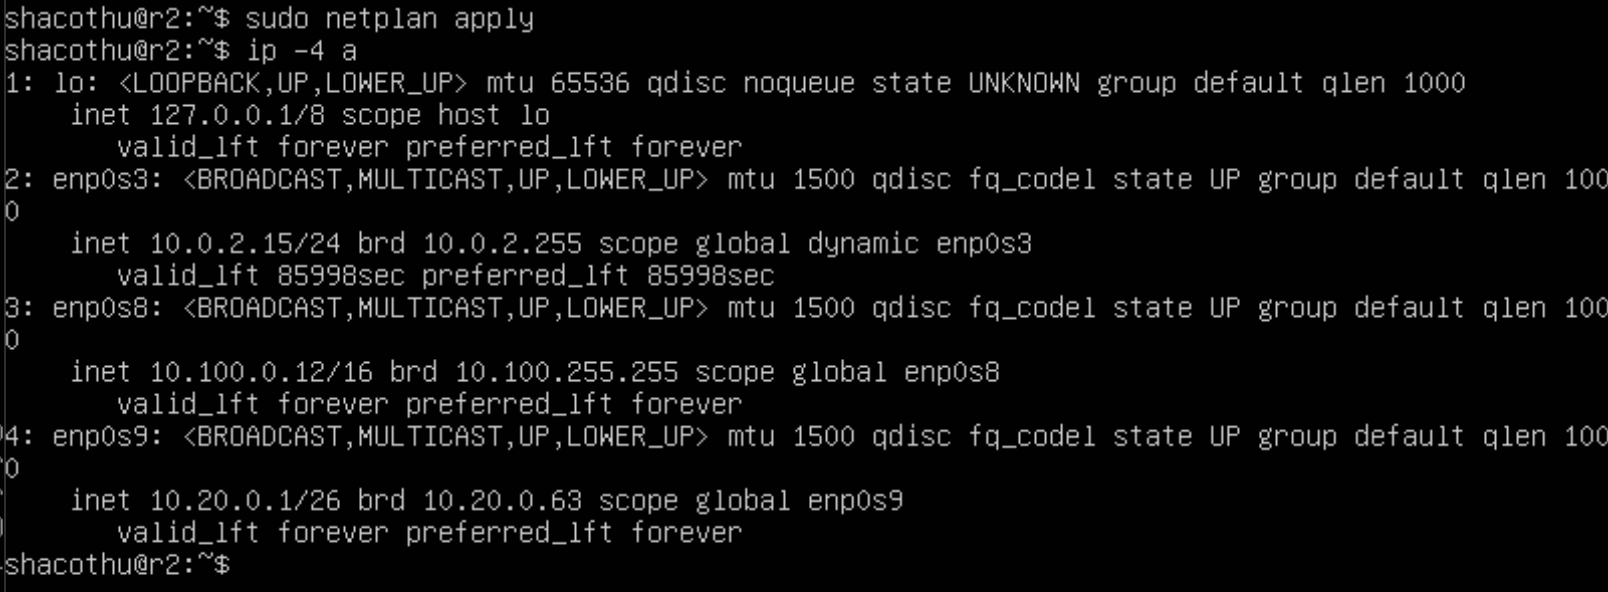 shacothu@r2:~$ sudo netplan apply
shacothu@r2:~$ ip -4 a
1: lo: <LOOPBACK,UP,LOWER_UP> mtu 65536 qdisc noqueue state UNKNOWN group default qlen 1000
    inet 127.0.0.1/8 scope host lo
       valid_lft forever preferred_lft forever
2: enp0s3: <BROADCAST,MULTICAST,UP,LOWER_UP> mtu 1500 qdisc fq_codel state UP group default qlen 100
0
    inet 10.0.2.15/24 brd 10.0.2.255 scope global dynamic enp0s3
       valid_lft 85998sec preferred_lft 85998sec
3: enp0s8: <BROADCAST,MULTICAST,UP,LOWER_UP> mtu 1500 qdisc fq_codel state UP group default qlen 100
0
    inet 10.100.0.12/16 brd 10.100.255.255 scope global enp0s8
       valid_lft forever preferred_lft forever
4: enp0s9: <BROADCAST,MULTICAST,UP,LOWER_UP> mtu 1500 qdisc fq_codel state UP group default qlen 100
0
    inet 10.20.0.1/26 brd 10.20.0.63 scope global enp0s9
       valid_lft forever preferred_lft forever
shacothu@r2:~$